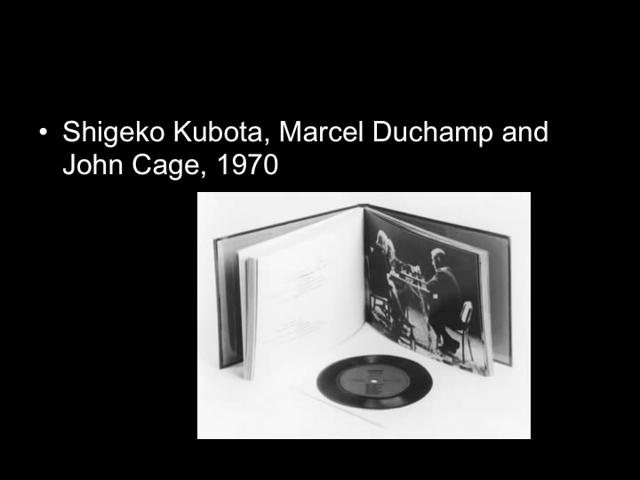 • Shigeko Kubota, Marcel Duchamp and
John Cage, 1970